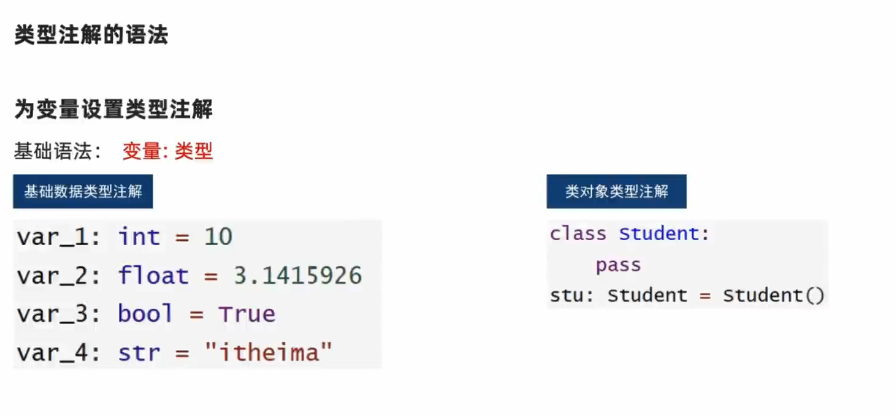 类型注解的语法
为变量设置类型注解
基础语法： 变量: 类型
基础数据类型注解
var_1: int = 10
var_2: float = 3.1415926
var_3: bool = True
var_4: str = "itheima"
类对象类型注解
class Student:
    pass
stu: Student = Student()